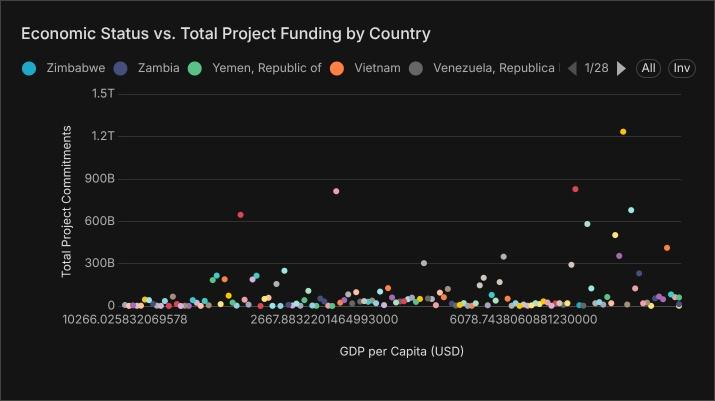 Economic Status vs. Total Project Funding by Country
Zimbabwe Zambia Yemen, Republic of Vietnam Venezuela, Republica 1/28 All Inv
1.5T
1.2T
900B
600B
300B
0
Total Project Commitments
10266.025832069578 2667.8832201464993000 6078.7438060881230000
GDP per Capita (USD)